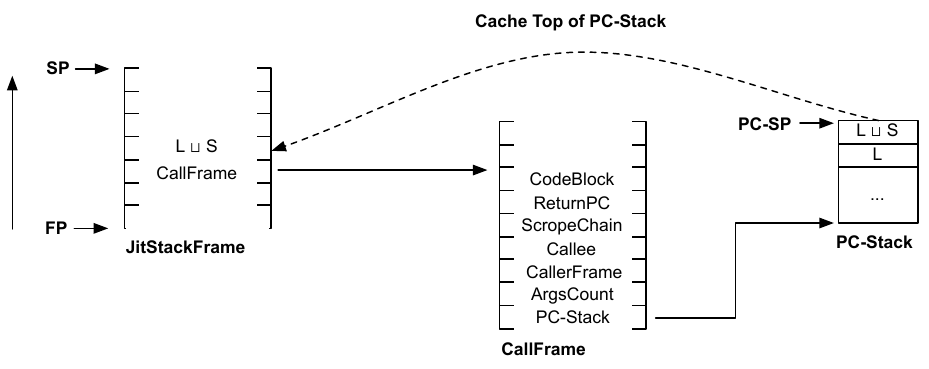 Cache Top of PC-Stack
SP
L ⊔ S
CallFrame
FP
JitStackFrame
CodeBlock
ReturnPC
ScropeChain
Callee
CallerFrame
ArgsCount
PC-Stack
CallFrame
PC-SP
L ⊔ S
L
...
PC-Stack